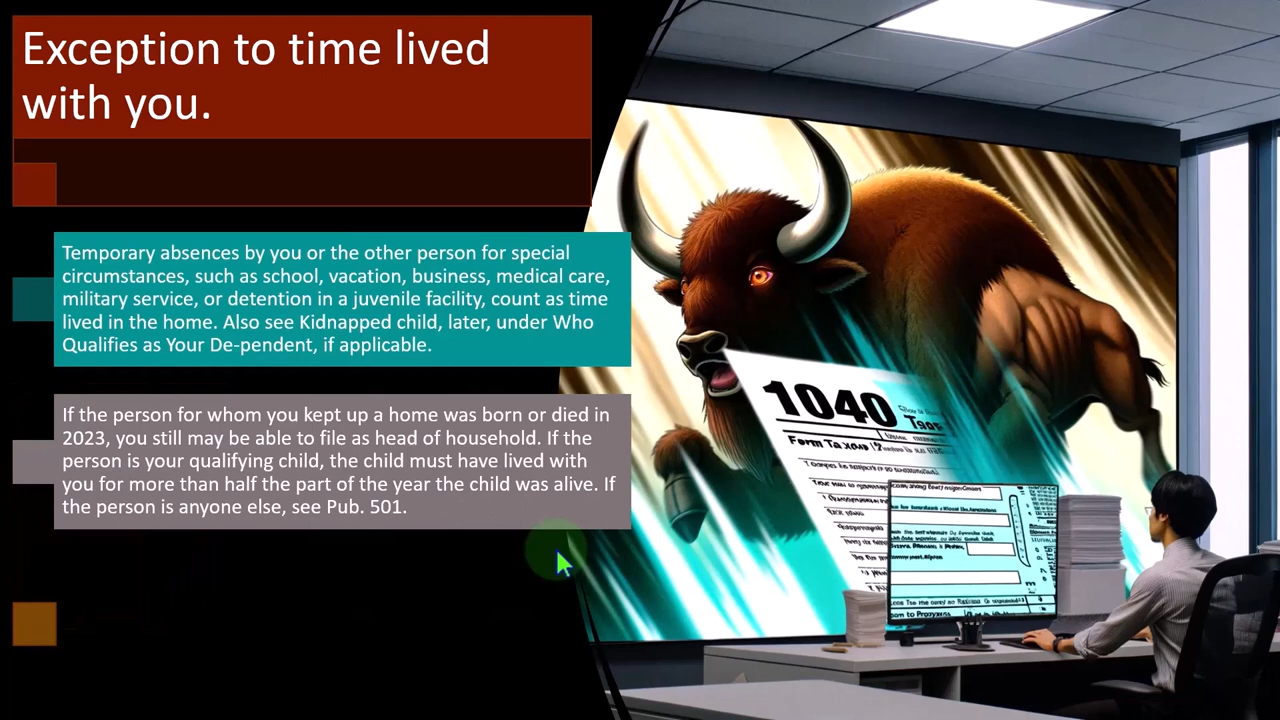 Exception to time lived
with you.
Temporary absences by you or the other person for special
circumstances, such as school, vacation, business, medical care,
military service, or detention in a juvenile facility, count as time
lived in the home. Also see Kidnapped child, later, under Who
Qualifies as Your De-pendent, if applicable.
If the person for whom you kept up a home was born or died in
2023, you still may be able to file as head of household. If the
person is your qualifying child, the child must have lived with
you for more than half the part of the year the child was alive. If
the person is anyone else, see Pub. 501.
1040